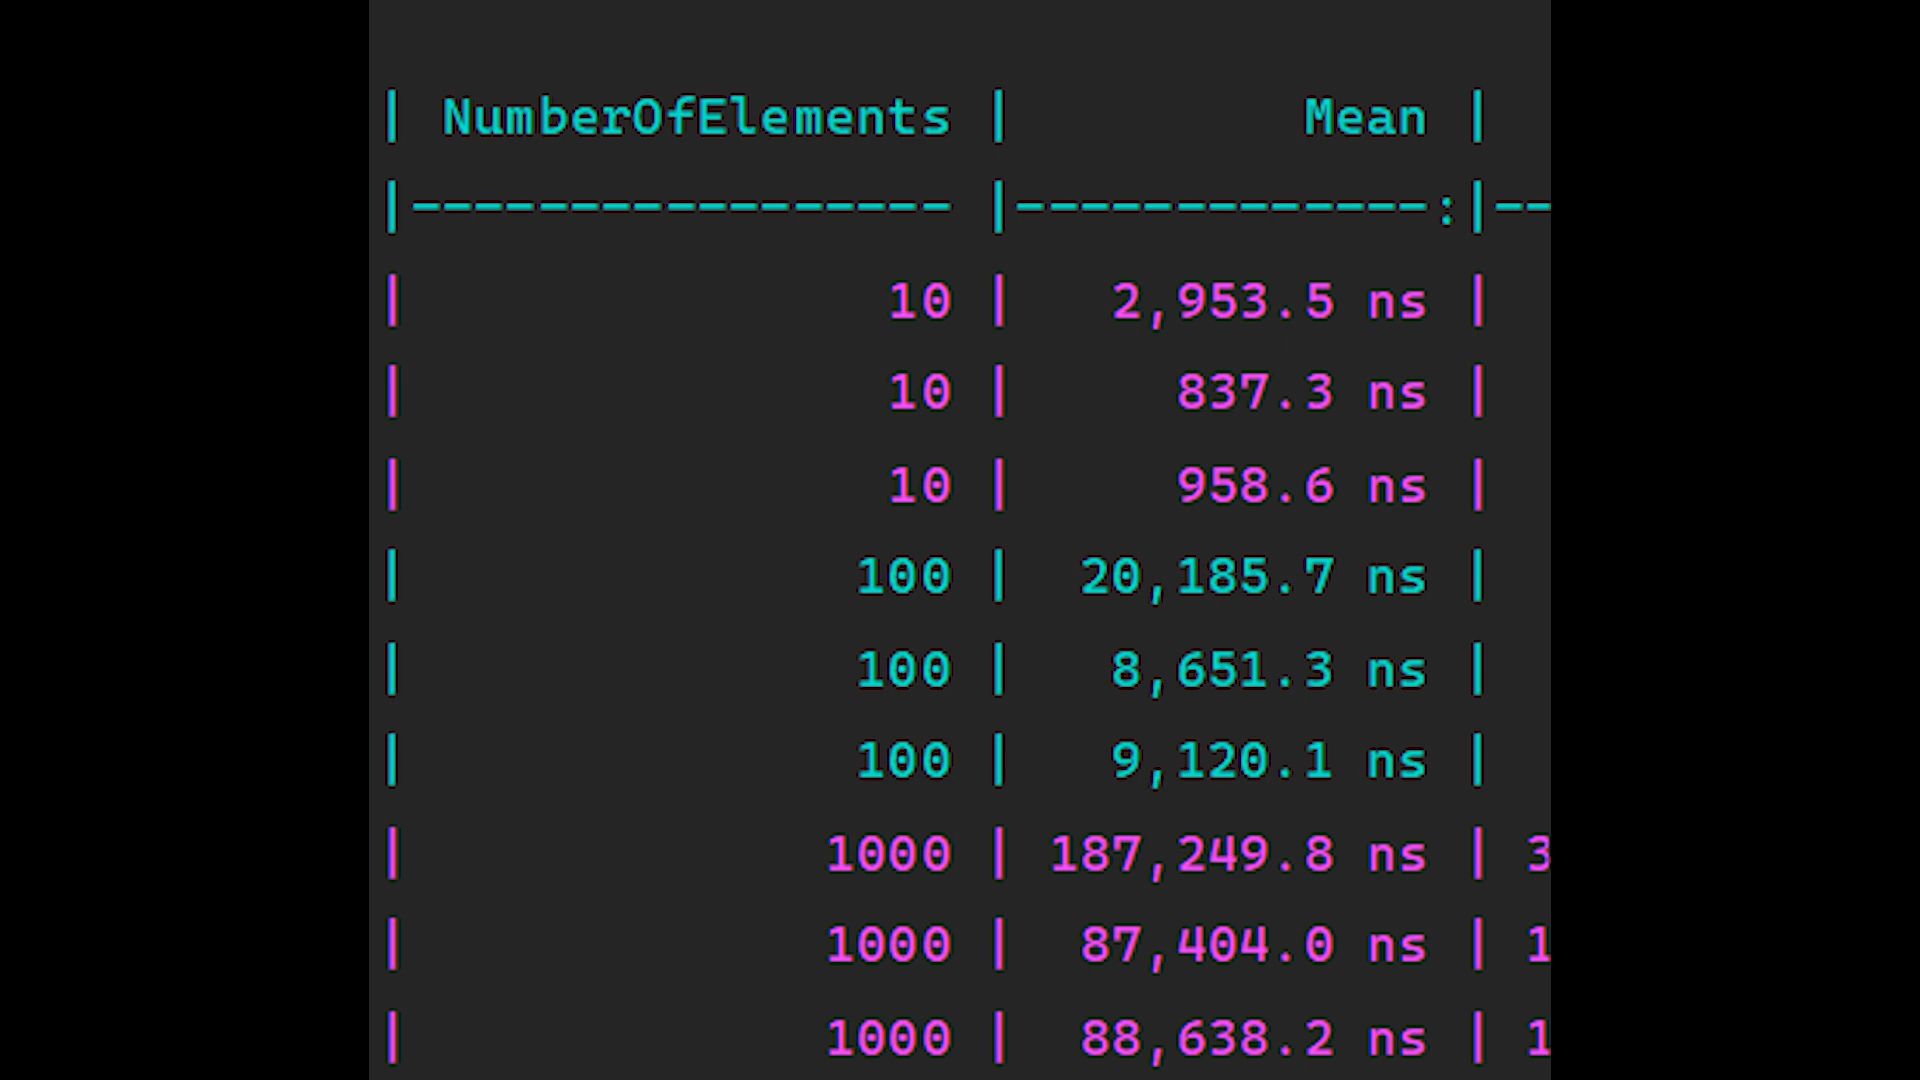 | NumberOfElements | Mean |
|----------------- |-------------:|--
| 10 | 2,953.5 ns |
| 10 | 837.3 ns |
| 10 | 958.6 ns |
| 100 | 20,185.7 ns |
| 100 | 8,651.3 ns |
| 100 | 9,120.1 ns |
| 1000 | 187,249.8 ns | 3
| 1000 | 87,404.0 ns | 1
| 1000 | 88,638.2 ns | 1